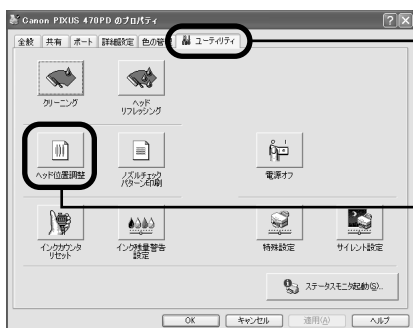 Canon PIXUS 470PD のプロパティ
全般 共有 ポート 詳細設定 色の管理 ユーティリティ
クリーニング
ヘッド
リフレッシング
ヘッド位置調整
ノズルチェック
パターン印刷
電源オフ
インクカウンタ
リセット
インク残量警告
設定
特殊設定
サイレント設定
ステータスモニタ起動(S)...
OK キャンセル 適用(A) ヘルプ